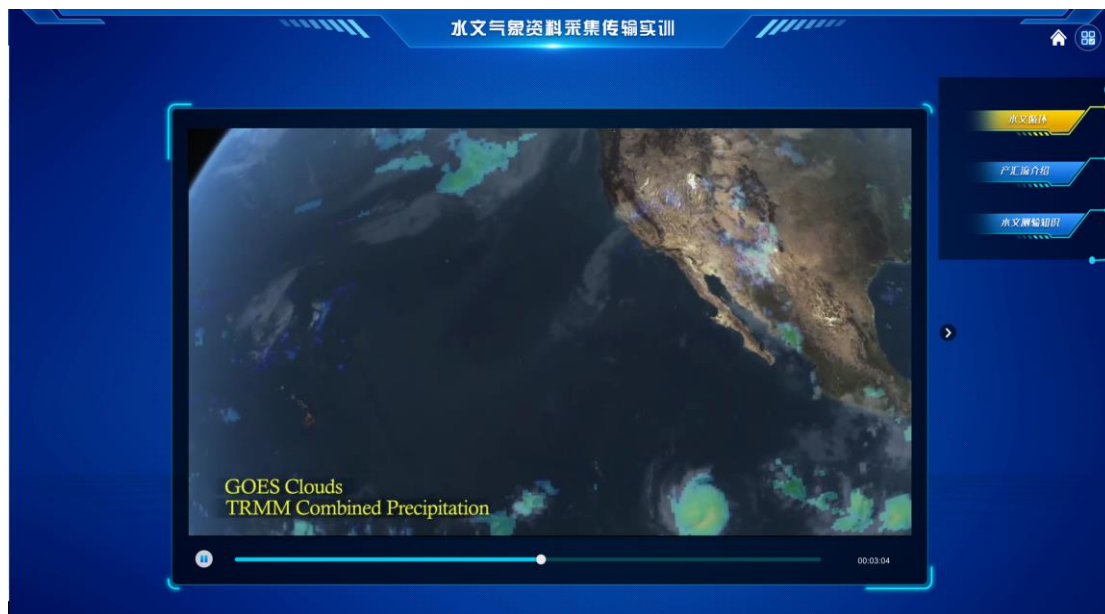 水文气象资料采集传输实训
水文循环
产汇流介绍
水文测验知识
GOES Clouds
TRMM Combined Precipitation
00:03:04